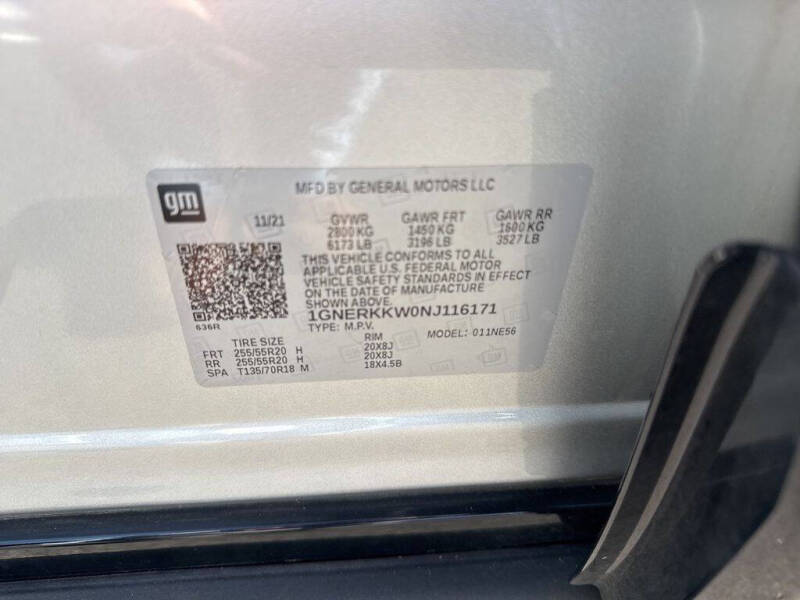 gm
MFD BY GENERAL MOTORS LLC
11/21 GVWR GAWR FRT GAWR RR
2800 KG 1450 KG 1600 KG
6173 LB 3196 LB 3527 LB
THIS VEHICLE CONFORMS TO ALL
APPLICABLE U.S. FEDERAL MOTOR
VEHICLE SAFETY STANDARDS IN EFFECT
ON THE DATE OF MANUFACTURE
SHOWN ABOVE.
1GNERKKW0NJ116171
636R TYPE: M.P.V. MODEL: 011NE56
TIRE SIZE RIM
FRT 255/55R20 H 20X8J
RR 255/55R20 H 20X8J
SPA T135/70R18 M 18X4.5B